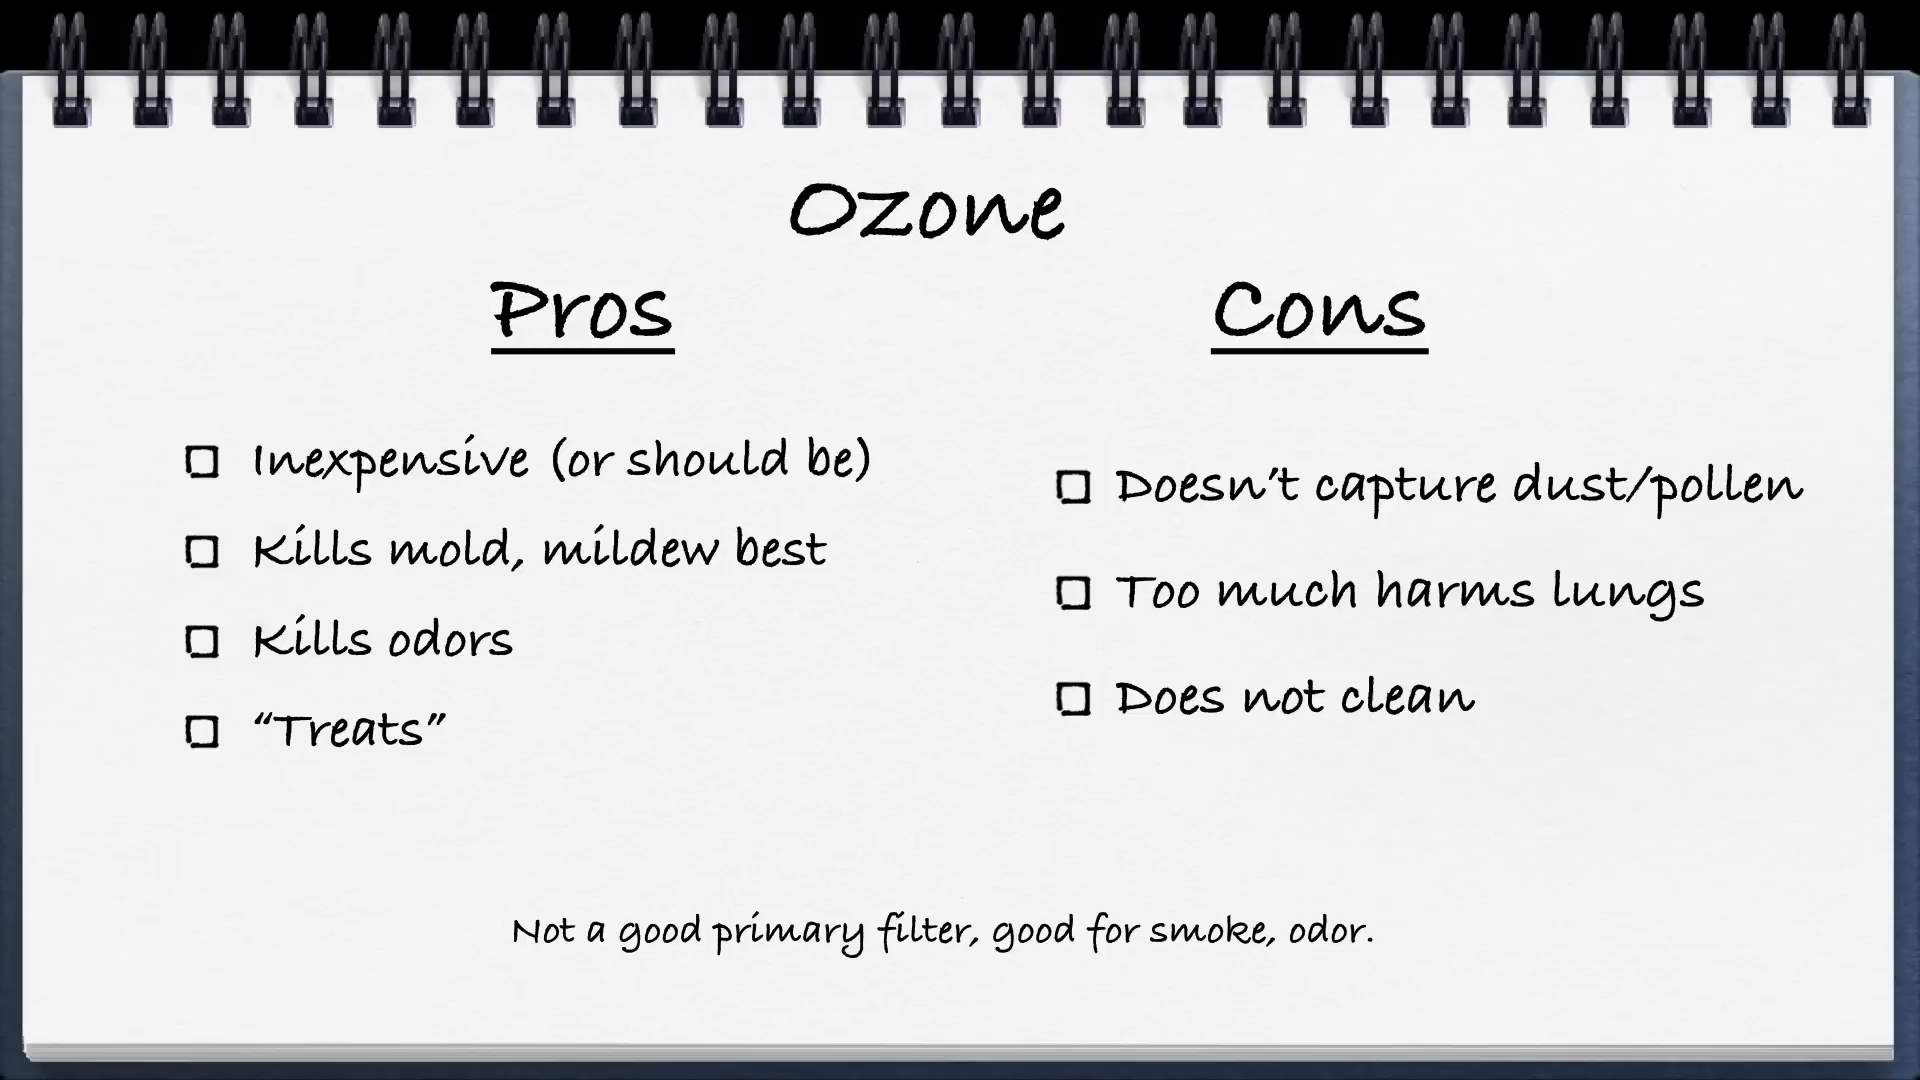 Ozone
Pros
Inexpensive (or should be)
Kills mold, mildew best
Kills odors
“Treats”
Cons
Doesn’t capture dust/pollen
Too much harms lungs
Does not clean
Not a good primary filter, good for smoke, odor.